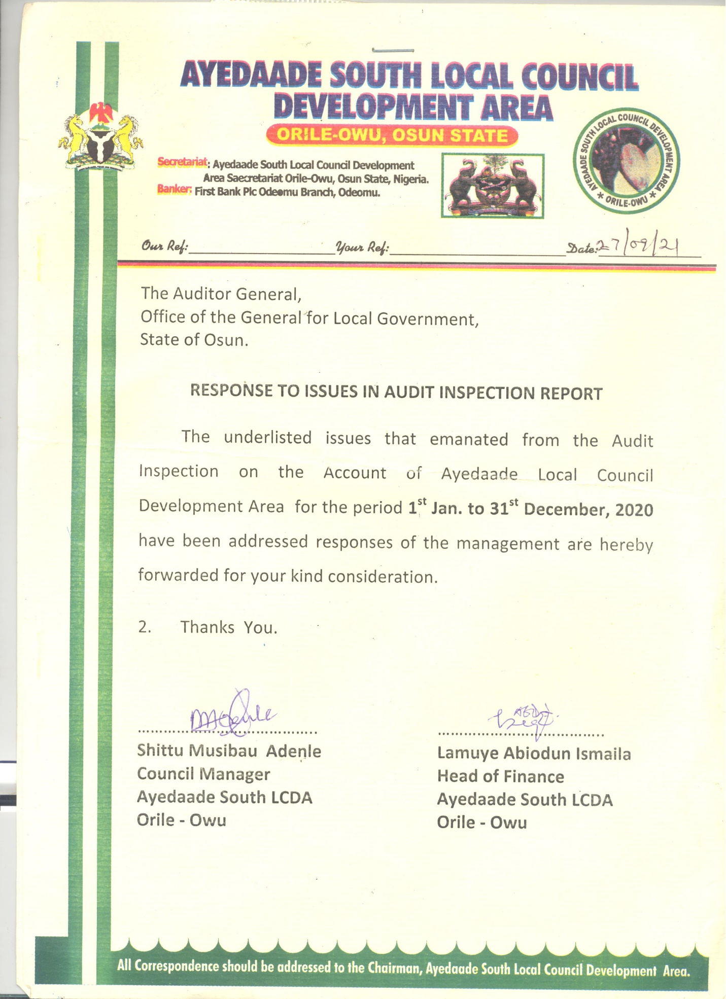 AYEDAADE SOUTH LOCAL COUNCIL
DEVELOPMENT AREA
ORILE-OWU, OSUN STATE
AYEDAADE SOUTH LOCAL COUNCIL DEVELOPMENT AREA
* ORILE-OWU *
Secretariat: Ayedaade South Local Council Development
Area Saecretariat Orile-Owu, Osun State, Nigeria.
Banker: First Bank Plc Odeomu Branch, Odeomu.
Our Ref: Your Ref: Date: 27/09/21
The Auditor General,
Office of the General for Local Government,
State of Osun.
RESPONSE TO ISSUES IN AUDIT INSPECTION REPORT
The underlisted issues that emanated from the Audit
Inspection on the Account of Ayedaade Local Council
Development Area for the period 1st Jan. to 31st December, 2020
have been addressed responses of the management are hereby
forwarded for your kind consideration.
2. Thanks You.
Shittu Musibau Adenle Lamuye Abiodun Ismaila
Council Manager Head of Finance
Ayedaade South LCDA Ayedaade South LCDA
Orile - Owu Orile - Owu
All Correspondence should be addressed to the Chairman, Ayedaade South Local Council Development Area.